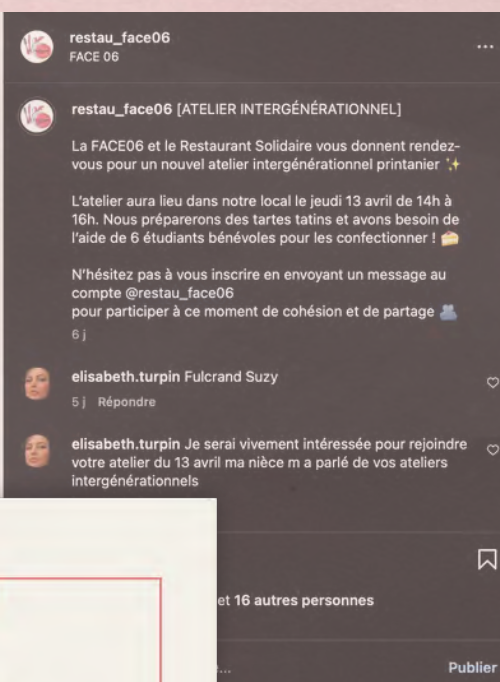 restau_face06
FACE 06
restau_face06 [ATELIER INTERGÉNÉRATIONNEL]
La FACE06 et le Restaurant Solidaire vous donnent rendez-
vous pour un nouvel atelier intergénérationnel printanier ✨
L'atelier aura lieu dans notre local le jeudi 13 avril de 14h à
16h. Nous préparerons des tartes tatins et avons besoin de
l'aide de 6 étudiants bénévoles pour les confectionner ! 🍰
N'hésitez pas à vous inscrire en envoyant un message au
compte @restau_face06
pour participer à ce moment de cohésion et de partage 🫂
6 j
elisabeth.turpin Fulcrand Suzy
5 j Répondre
elisabeth.turpin Je serai vivement intéressée pour rejoindre
votre atelier du 13 avril ma nièce m a parlé de vos ateliers
intergénérationnels
et 16 autres personnes
...
Publier